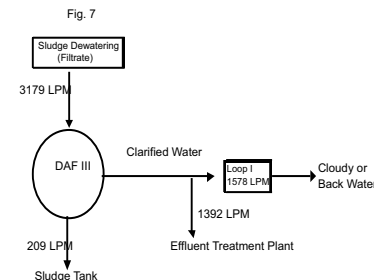 Fig. 7
Sludge Dewatering
(Filtrate)
3179 LPM
DAF III
Clarified Water
Loop I
1578 LPM
Cloudy or
Back Water
1392 LPM
209 LPM
Effluent Treatment Plant
Sludge Tank